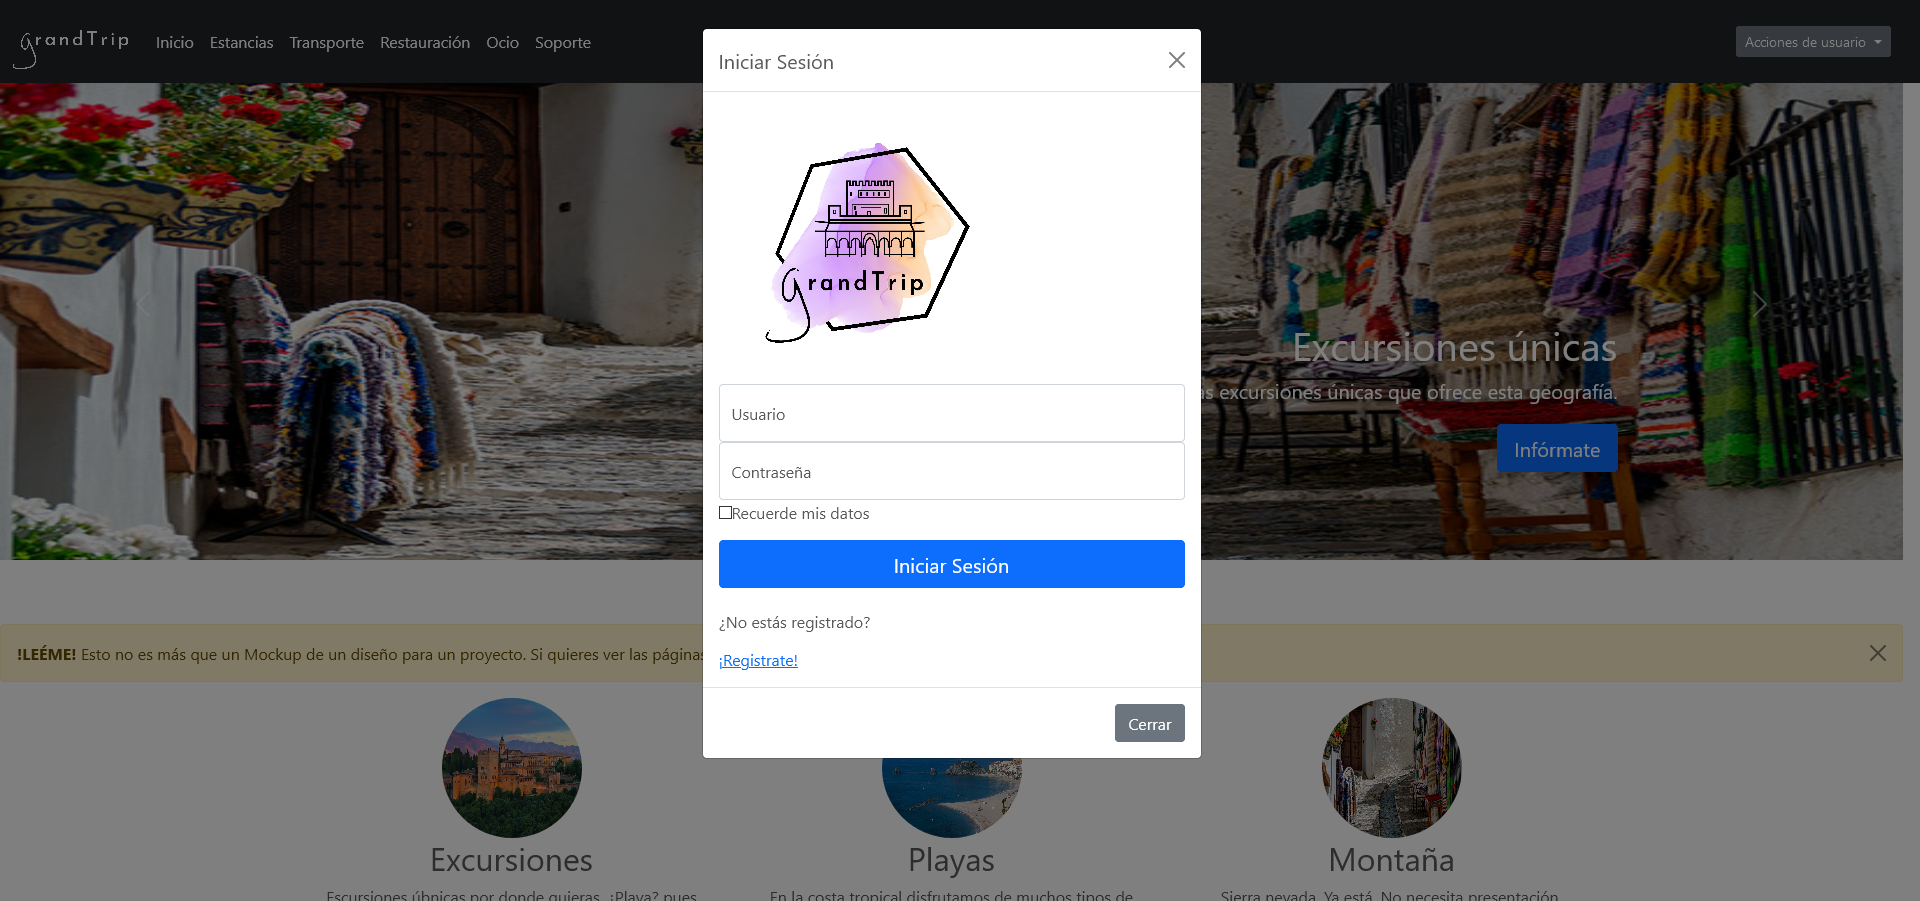 grandTrip Inicio Estancias Transporte Restauración Ocio Soporte
Acciones de usuario
Iniciar Sesión
grandTrip
Usuario
Contraseña
Recuerde mis datos
Iniciar Sesión
¿No estás registrado?
¡Registrate!
Cerrar
Excursiones únicas
excursiones únicas que ofrece esta geografía.
Infórmate
!LEÉME! Esto no es más que un Mockup de un diseño para un proyecto. Si quieres ver las páginas
Excursiones
Playas
Montaña
Escursiones úbnicas por donde quieras. ¿Playa? pues
En la costa tropical disfrutamos de muchos tipos de
Sierra nevada. Ya está. No necesita presentación